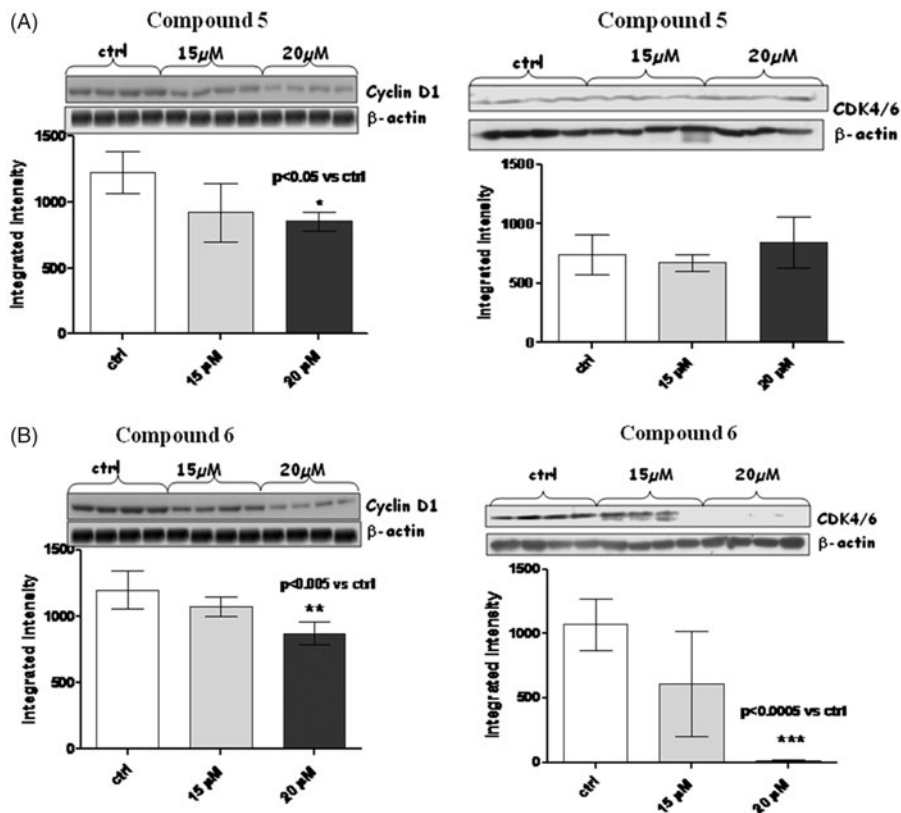 (A)
Compound 5
ctrl 15µM 20µM
Cyclin D1
β-actin
1500
1000
500
0
Integrated Intensity
p<0.05 vs ctrl
*
ctrl
15 µM
20 µM
Compound 5
ctrl 15µM 20µM
CDK4/6
β-actin
1500
1000
500
0
Integrated Intensity
ctrl
15 µM
20 µM
(B)
Compound 6
ctrl 15µM 20µM
Cyclin D1
β-actin
1500
1000
500
0
Integrated Intensity
p<0.005 vs ctrl
**
ctrl
15 µM
20 µM
Compound 6
ctrl 15µM 20µM
CDK4/6
β-actin
1500
1000
500
0
Integrated Intensity
p<0.0005 vs ctrl
***
ctrl
15 µM
20 µM